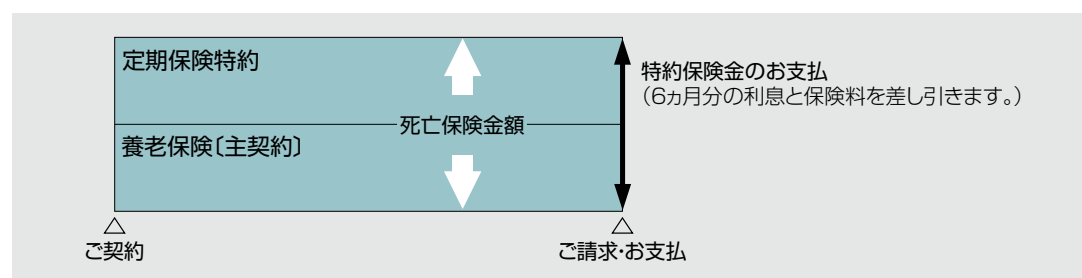 定期保険特約
特約保険金のお支払
（6ヵ月分の利息と保険料を差し引きます。）
死亡保険金額
養老保険〔主契約〕
△
ご契約
△
ご請求・お支払